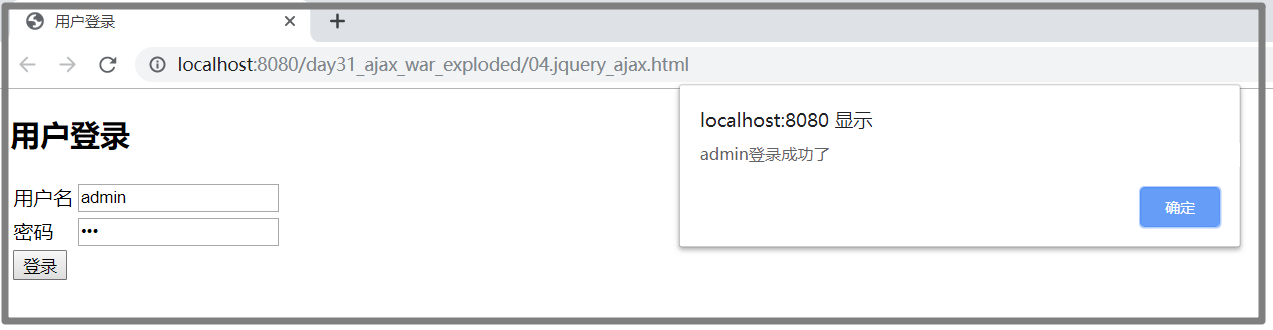 用户登录
localhost:8080/day31_ajax_war_exploded/04.jquery_ajax.html
localhost:8080 显示
admin登录成功了
确定
用户登录
用户名 admin
密码 •••
登录